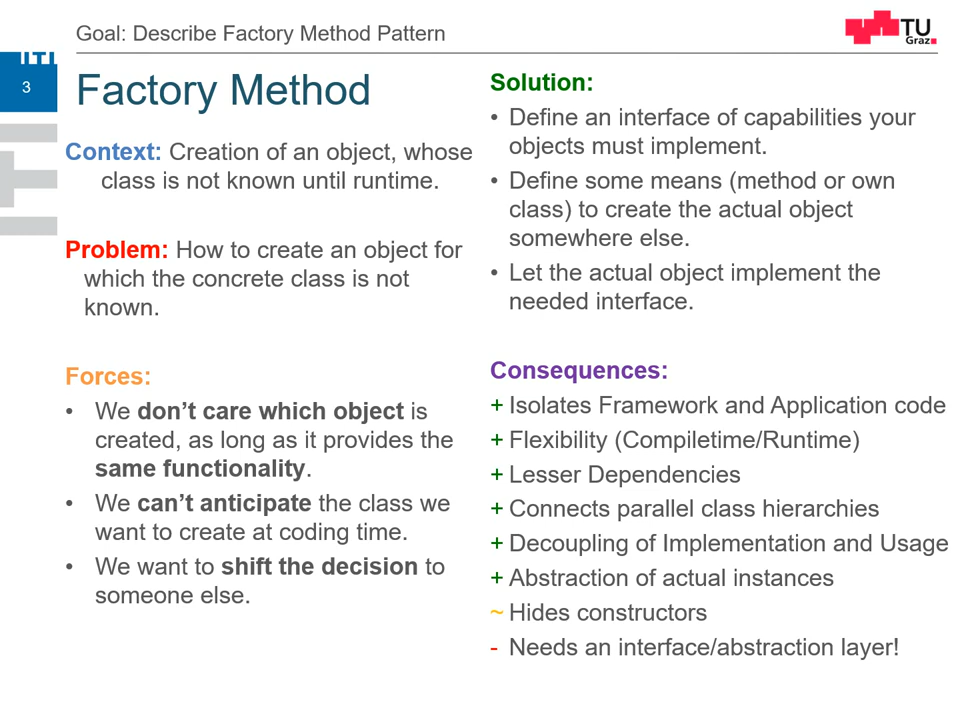 Goal: Describe Factory Method Pattern
TU
Graz
3
Factory Method
Context: Creation of an object, whose
class is not known until runtime.
Problem: How to create an object for
which the concrete class is not
known.
Forces:
• We don’t care which object is
created, as long as it provides the
same functionality.
• We can’t anticipate the class we
want to create at coding time.
• We want to shift the decision to
someone else.
Solution:
• Define an interface of capabilities your
objects must implement.
• Define some means (method or own
class) to create the actual object
somewhere else.
• Let the actual object implement the
needed interface.
Consequences:
+ Isolates Framework and Application code
+ Flexibility (Compiletime/Runtime)
+ Lesser Dependencies
+ Connects parallel class hierarchies
+ Decoupling of Implementation and Usage
+ Abstraction of actual instances
~ Hides constructors
- Needs an interface/abstraction layer!